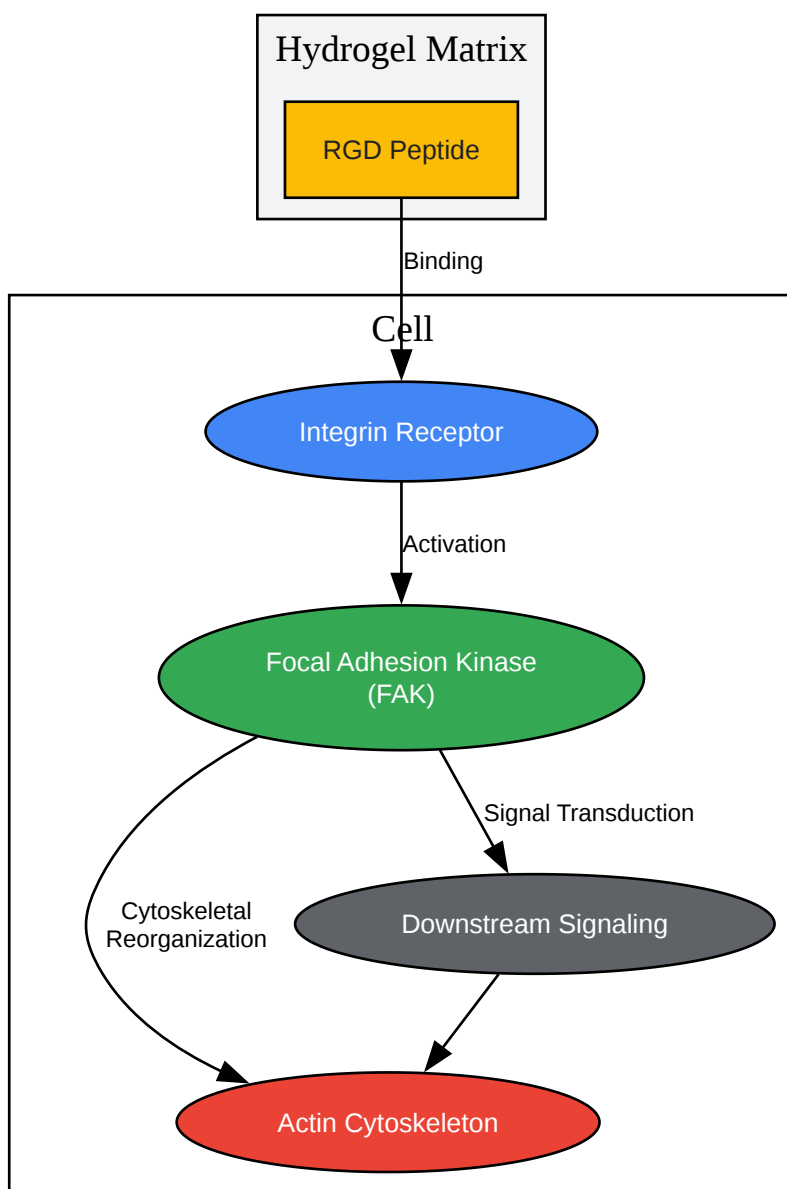 Hydrogel Matrix
RGD Peptide
Binding
Cell
Integrin Receptor
Activation
Focal Adhesion Kinase
(FAK)
Signal Transduction
Cytoskeletal
Reorganization
Downstream Signaling
Actin Cytoskeleton